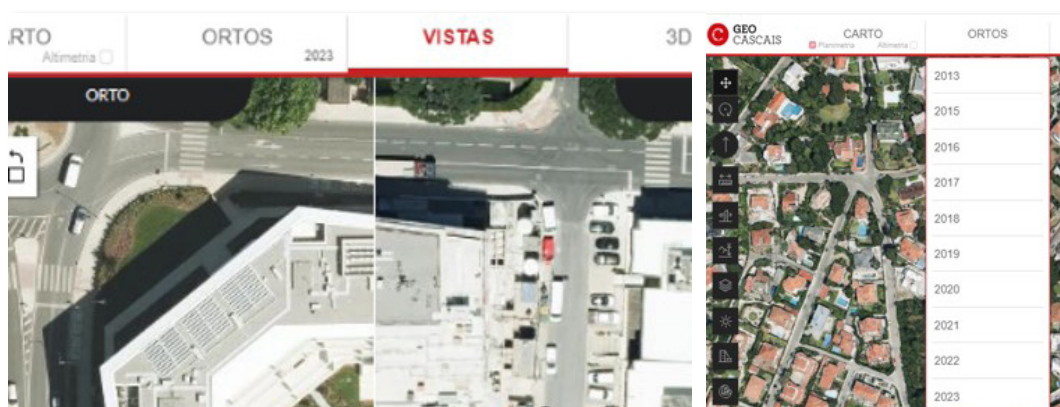 ARTO
Altimetria
ORTOS
2023
VISTAS
3D
ORTO
C GEO
CASCAIS
CARTO
Planimetria
Altimetria
ORTOS
2013
2015
2016
2017
2018
2019
2020
2021
2022
2023